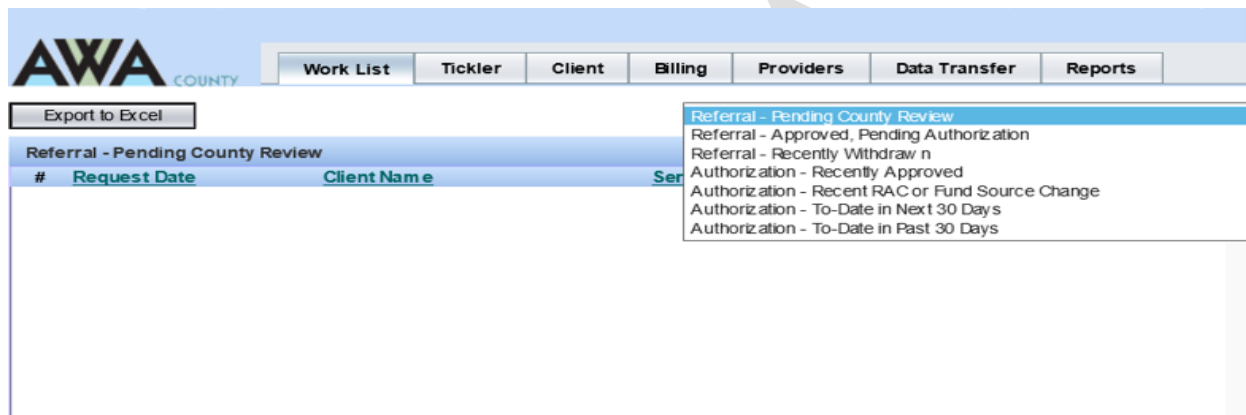 AWA COUNTY
Work List Tickler Client Billing Providers Data Transfer Reports
Export to Excel
Referral - Pending County Review
# Request Date Client Name
Referral - Pending County Review
Referral - Approved, Pending Authorization
Referral - Recently Withdrawn
Authorization - Recently Approved
Authorization - Recent RAC or Fund Source Change
Authorization - To-Date in Next 30 Days
Authorization - To-Date in Past 30 Days